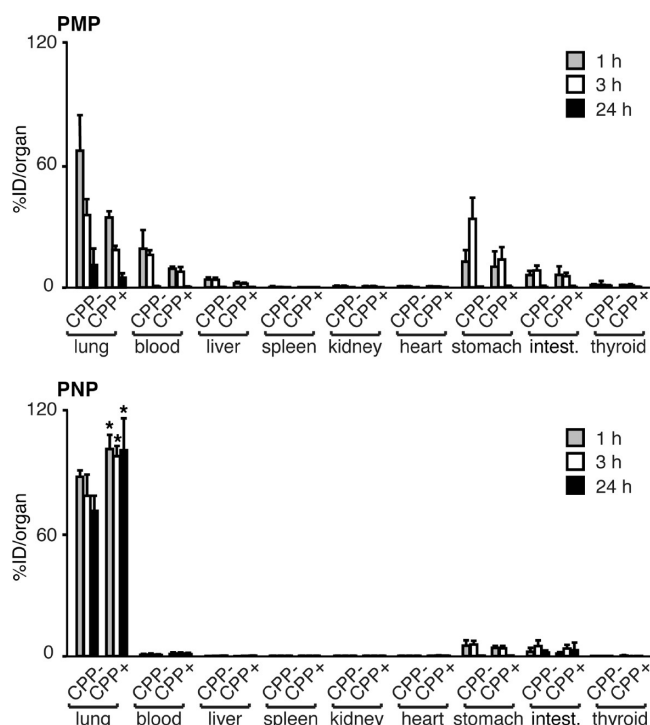 PMP
120
60
0
%ID/organ
1 h
3 h
24 h
CPP- CPP+ CPP- CPP+ CPP- CPP+ CPP- CPP+ CPP- CPP+ CPP- CPP+ CPP- CPP+ CPP- CPP+ CPP- CPP+
lung blood liver spleen kidney heart stomach intest. thyroid
PNP
120
60
0
%ID/organ
* * *
1 h
3 h
24 h
CPP- CPP+ CPP- CPP+ CPP- CPP+ CPP- CPP+ CPP- CPP+ CPP- CPP+ CPP- CPP+ CPP- CPP+ CPP- CPP+
lung blood liver spleen kidney heart stomach intest. thyroid